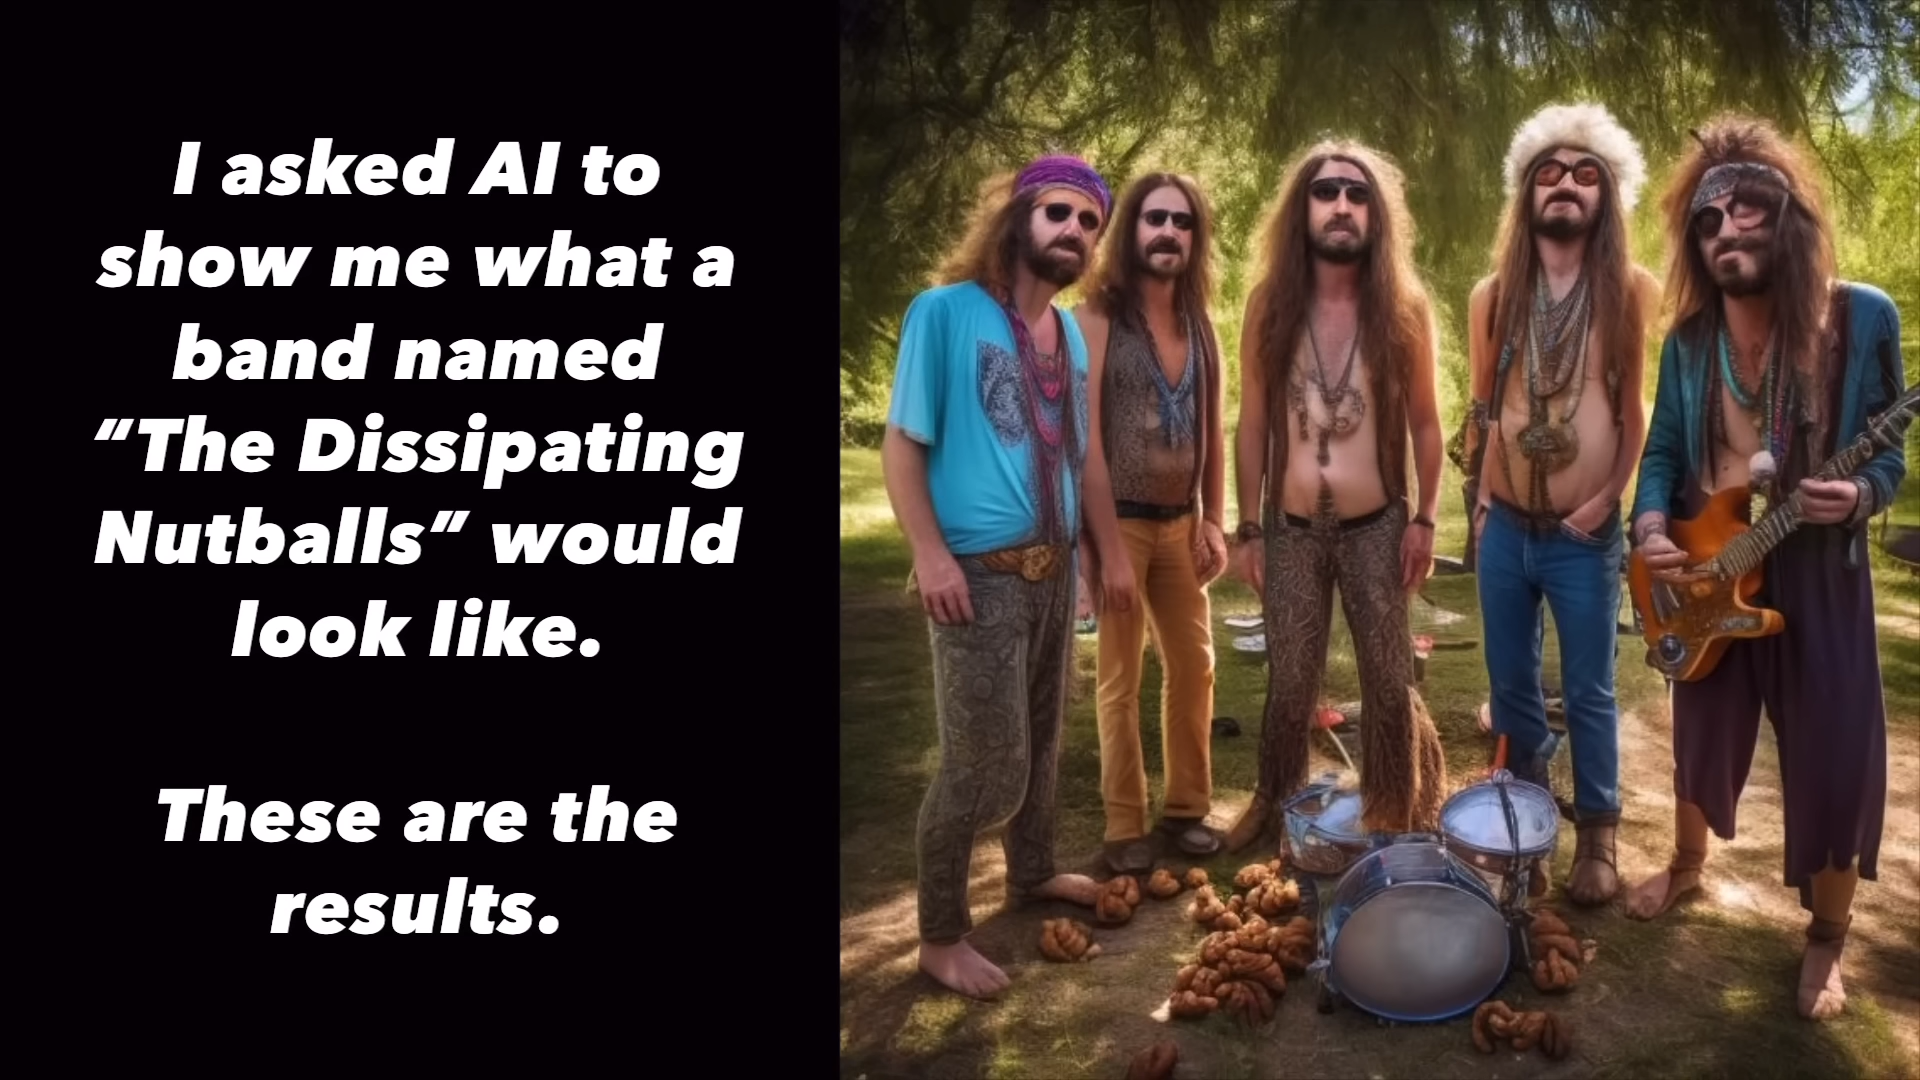 I asked AI to
show me what a
band named
"The Dissipating
Nutballs" would
look like.
These are the
results.